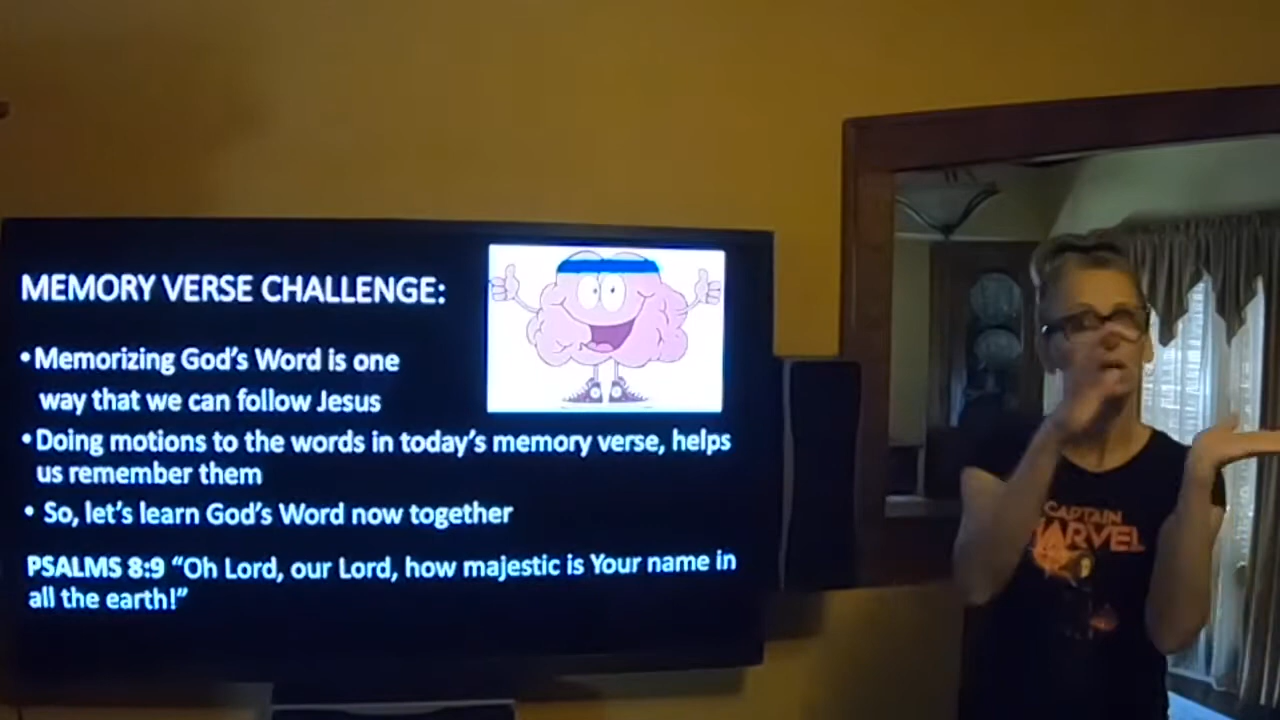 MEMORY VERSE CHALLENGE:
•Memorizing God's Word is one
way that we can follow Jesus
•Doing motions to the words in today's memory verse, helps
us remember them
• So, let's learn God's Word now together
PSALMS 8:9 “Oh Lord, our Lord, how majestic is Your name in
all the earth!”
CAPTAIN
MARVEL